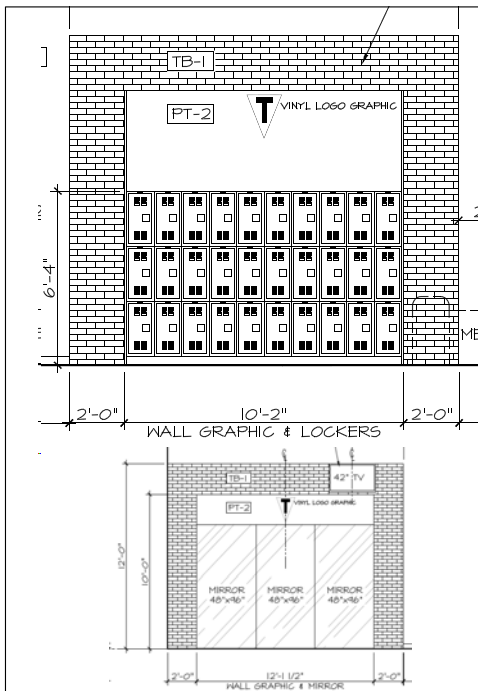 TB-1
PT-2
T
VINYL LOGO GRAPHIC
6'-4"
ME
2'-0"
10'-2"
2'-0"
WALL GRAPHIC & LOCKERS
TB-1
42" TV
PT-2
T
VINYL LOGO GRAPHIC
12'-0"
10'-0"
MIRROR
48"x96"
MIRROR
48"x96"
MIRROR
48"x96"
2'-0"
12'-1 1/2"
2'-0"
WALL GRAPHIC & MIRROR